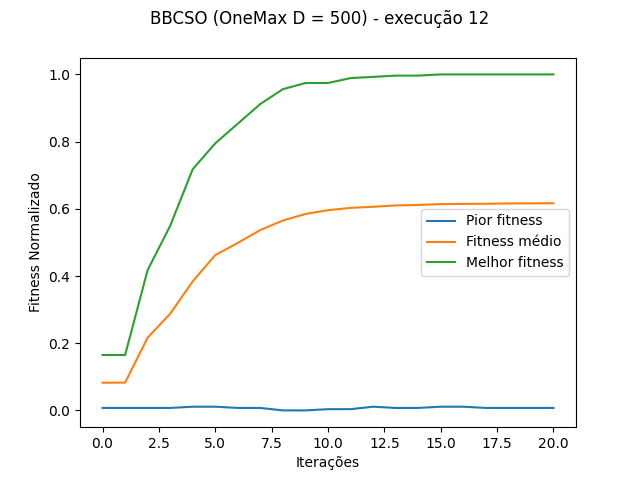 BBCSO (OneMax D = 500) - execução 12
1.0
0.8
0.6
0.4
0.2
0.0
Fitness Normalizado
Pior fitness
Fitness médio
Melhor fitness
0.0 2.5 5.0 7.5 10.0 12.5 15.0 17.5 20.0
Iterações